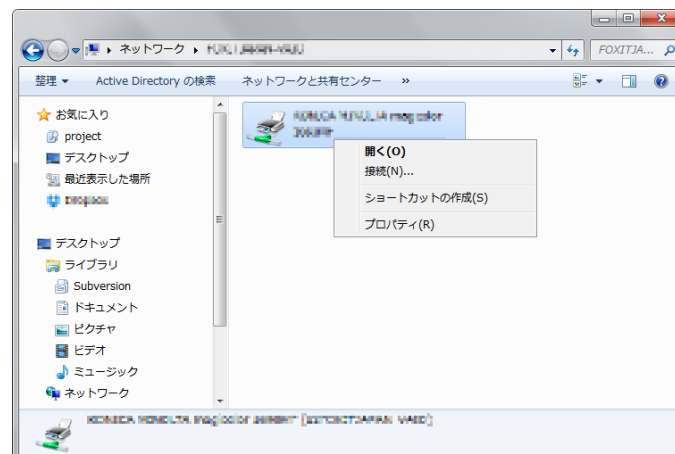 ネットワーク
FOXITJA...
整理 Active Directory の検索 ネットワークと共有センター »
お気に入り
project
デスクトップ
最近表示した場所
デスクトップ
ライブラリ
Subversion
ドキュメント
ピクチャ
ビデオ
ミュージック
ネットワーク
magicolor
開く(O)
接続(N)...
ショートカットの作成(S)
プロパティ(R)
magicolor